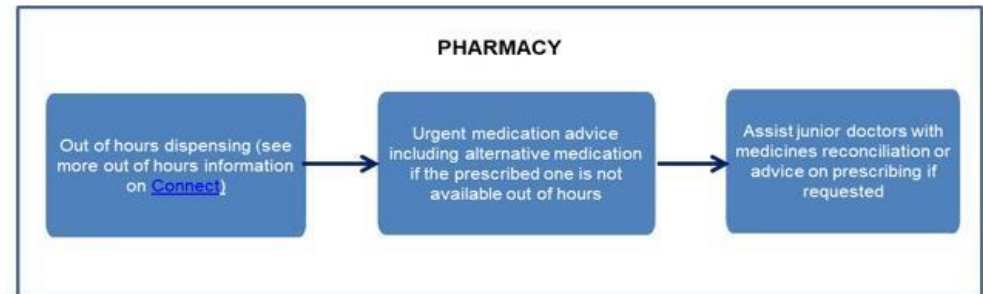 PHARMACY
Out of hours dispensing (see
more out of hours information
on Connect)
Urgent medication advice
including alternative medication
if the prescribed one is not
available out of hours
Assist junior doctors with
medicines reconciliation or
advice on prescribing if
requested